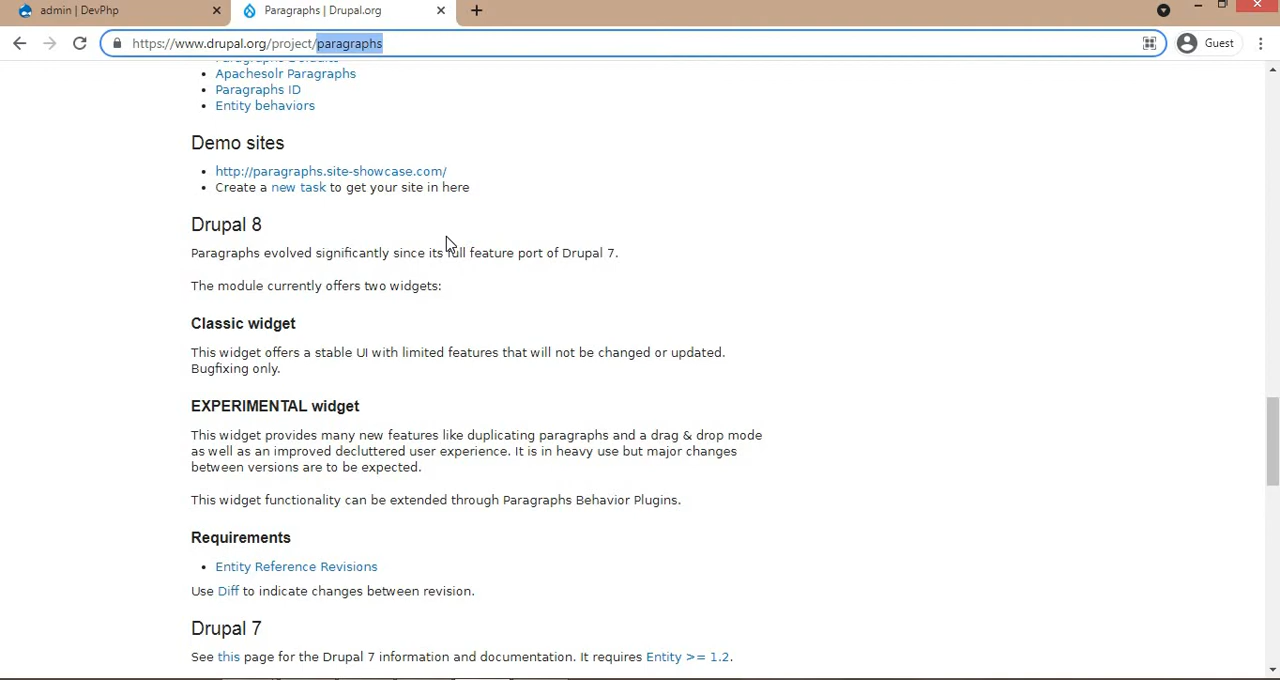 admin | DevPhp
Paragraphs | Drupal.org
https://www.drupal.org/project/paragraphs
Guest
Paragraphs Defaults
Apachesolr Paragraphs
Paragraphs ID
Entity behaviors
Demo sites
http://paragraphs.site-showcase.com/
Create a new task to get your site in here
Drupal 8
Paragraphs evolved significantly since its full feature port of Drupal 7.
The module currently offers two widgets:
Classic widget
This widget offers a stable UI with limited features that will not be changed or updated.
Bugfixing only.
EXPERIMENTAL widget
This widget provides many new features like duplicating paragraphs and a drag & drop mode
as well as an improved decluttered user experience. It is in heavy use but major changes
between versions are to be expected.
This widget functionality can be extended through Paragraphs Behavior Plugins.
Requirements
Entity Reference Revisions
Use Diff to indicate changes between revision.
Drupal 7
See this page for the Drupal 7 information and documentation. It requires Entity >= 1.2.